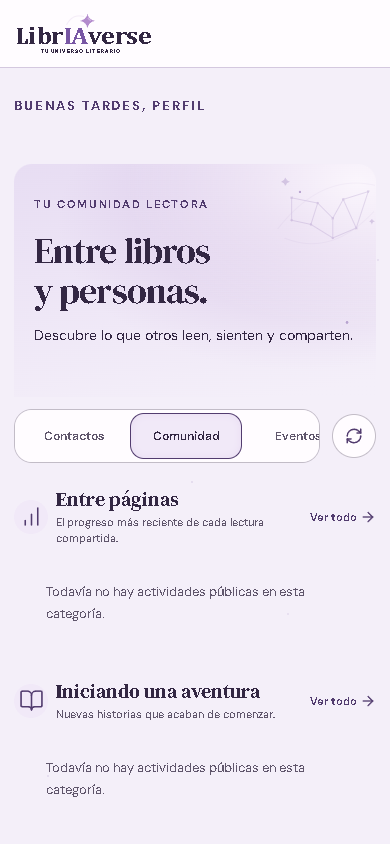 LibrIAverse
TU UNIVERSO LITERARIO
BUENAS TARDES, PERFIL
TU COMUNIDAD LECTORA
Entre libros
y personas.
Descubre lo que otros leen, sienten y comparten.
Contactos
Comunidad
Eventos
Entre páginas
El progreso más reciente de cada lectura
compartida.
Ver todo
Todavía no hay actividades públicas en esta
categoría.
Iniciando una aventura
Nuevas historias que acaban de comenzar.
Ver todo
Todavía no hay actividades públicas en esta
categoría.